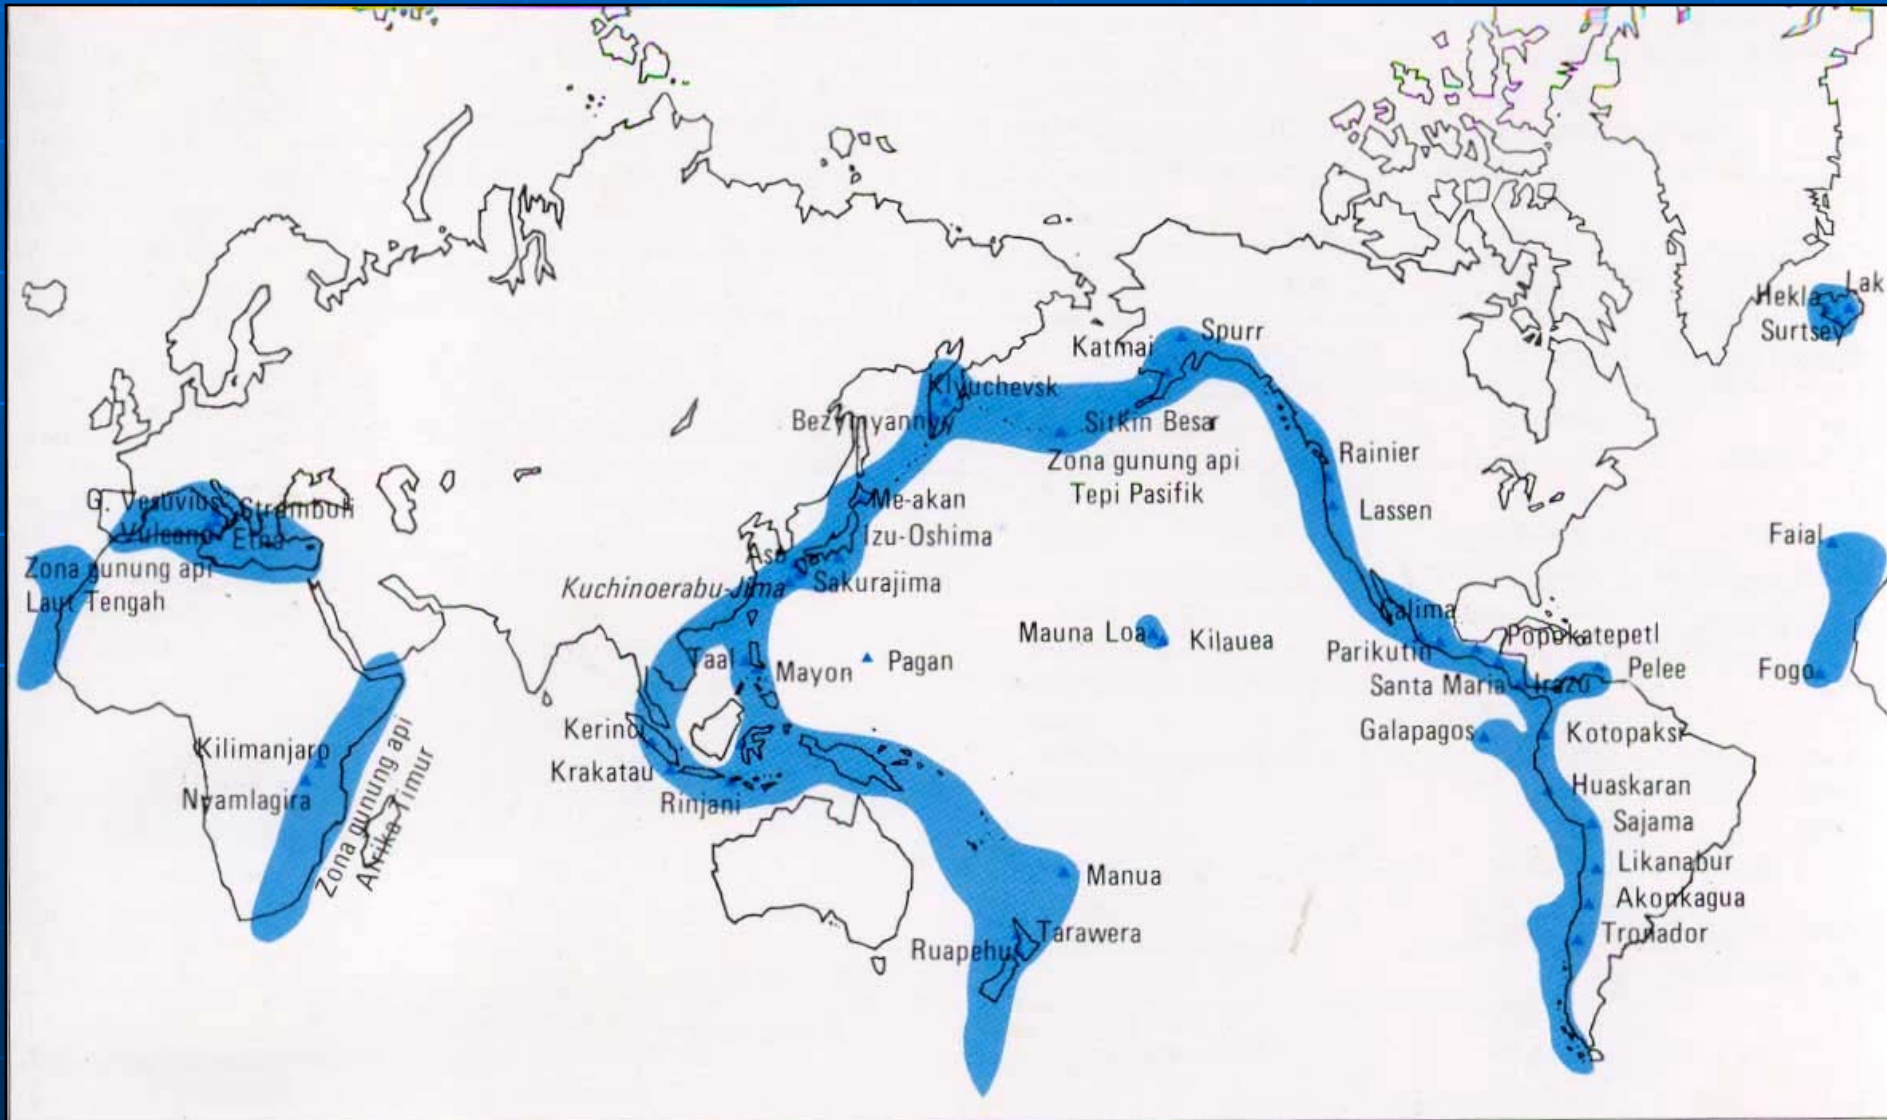 Hekla
Lak
Surtsey
Spurr
Katmai
Klyuchevsk
Bezymyannyy
Sitkin Besar
Zona gunung api
Tepi Pasifik
Rainier
Lassen
G. Vesuvius
Stromboli
Vulcano
Etna
Zona gunung api
Laut Tengah
Me-akan
Izu-Oshima
Aso
Kuchinoerabu-Jima
Sakurajima
Faial
Fogo
Mauna Loa
Kilauea
Calima
Popokatepetl
Parikutin
Pelee
Santa Maria
Irazu
Taal
Mayon
Pagan
Kerinci
Krakatau
Rinjani
Galapagos
Kotopaksi
Kilimanjaro
Nyamlagira
Zona gunung api
Afrika Timur
Huaskaran
Sajama
Likanabur
Akonkagua
Tronador
Manua
Tarawera
Ruapehu